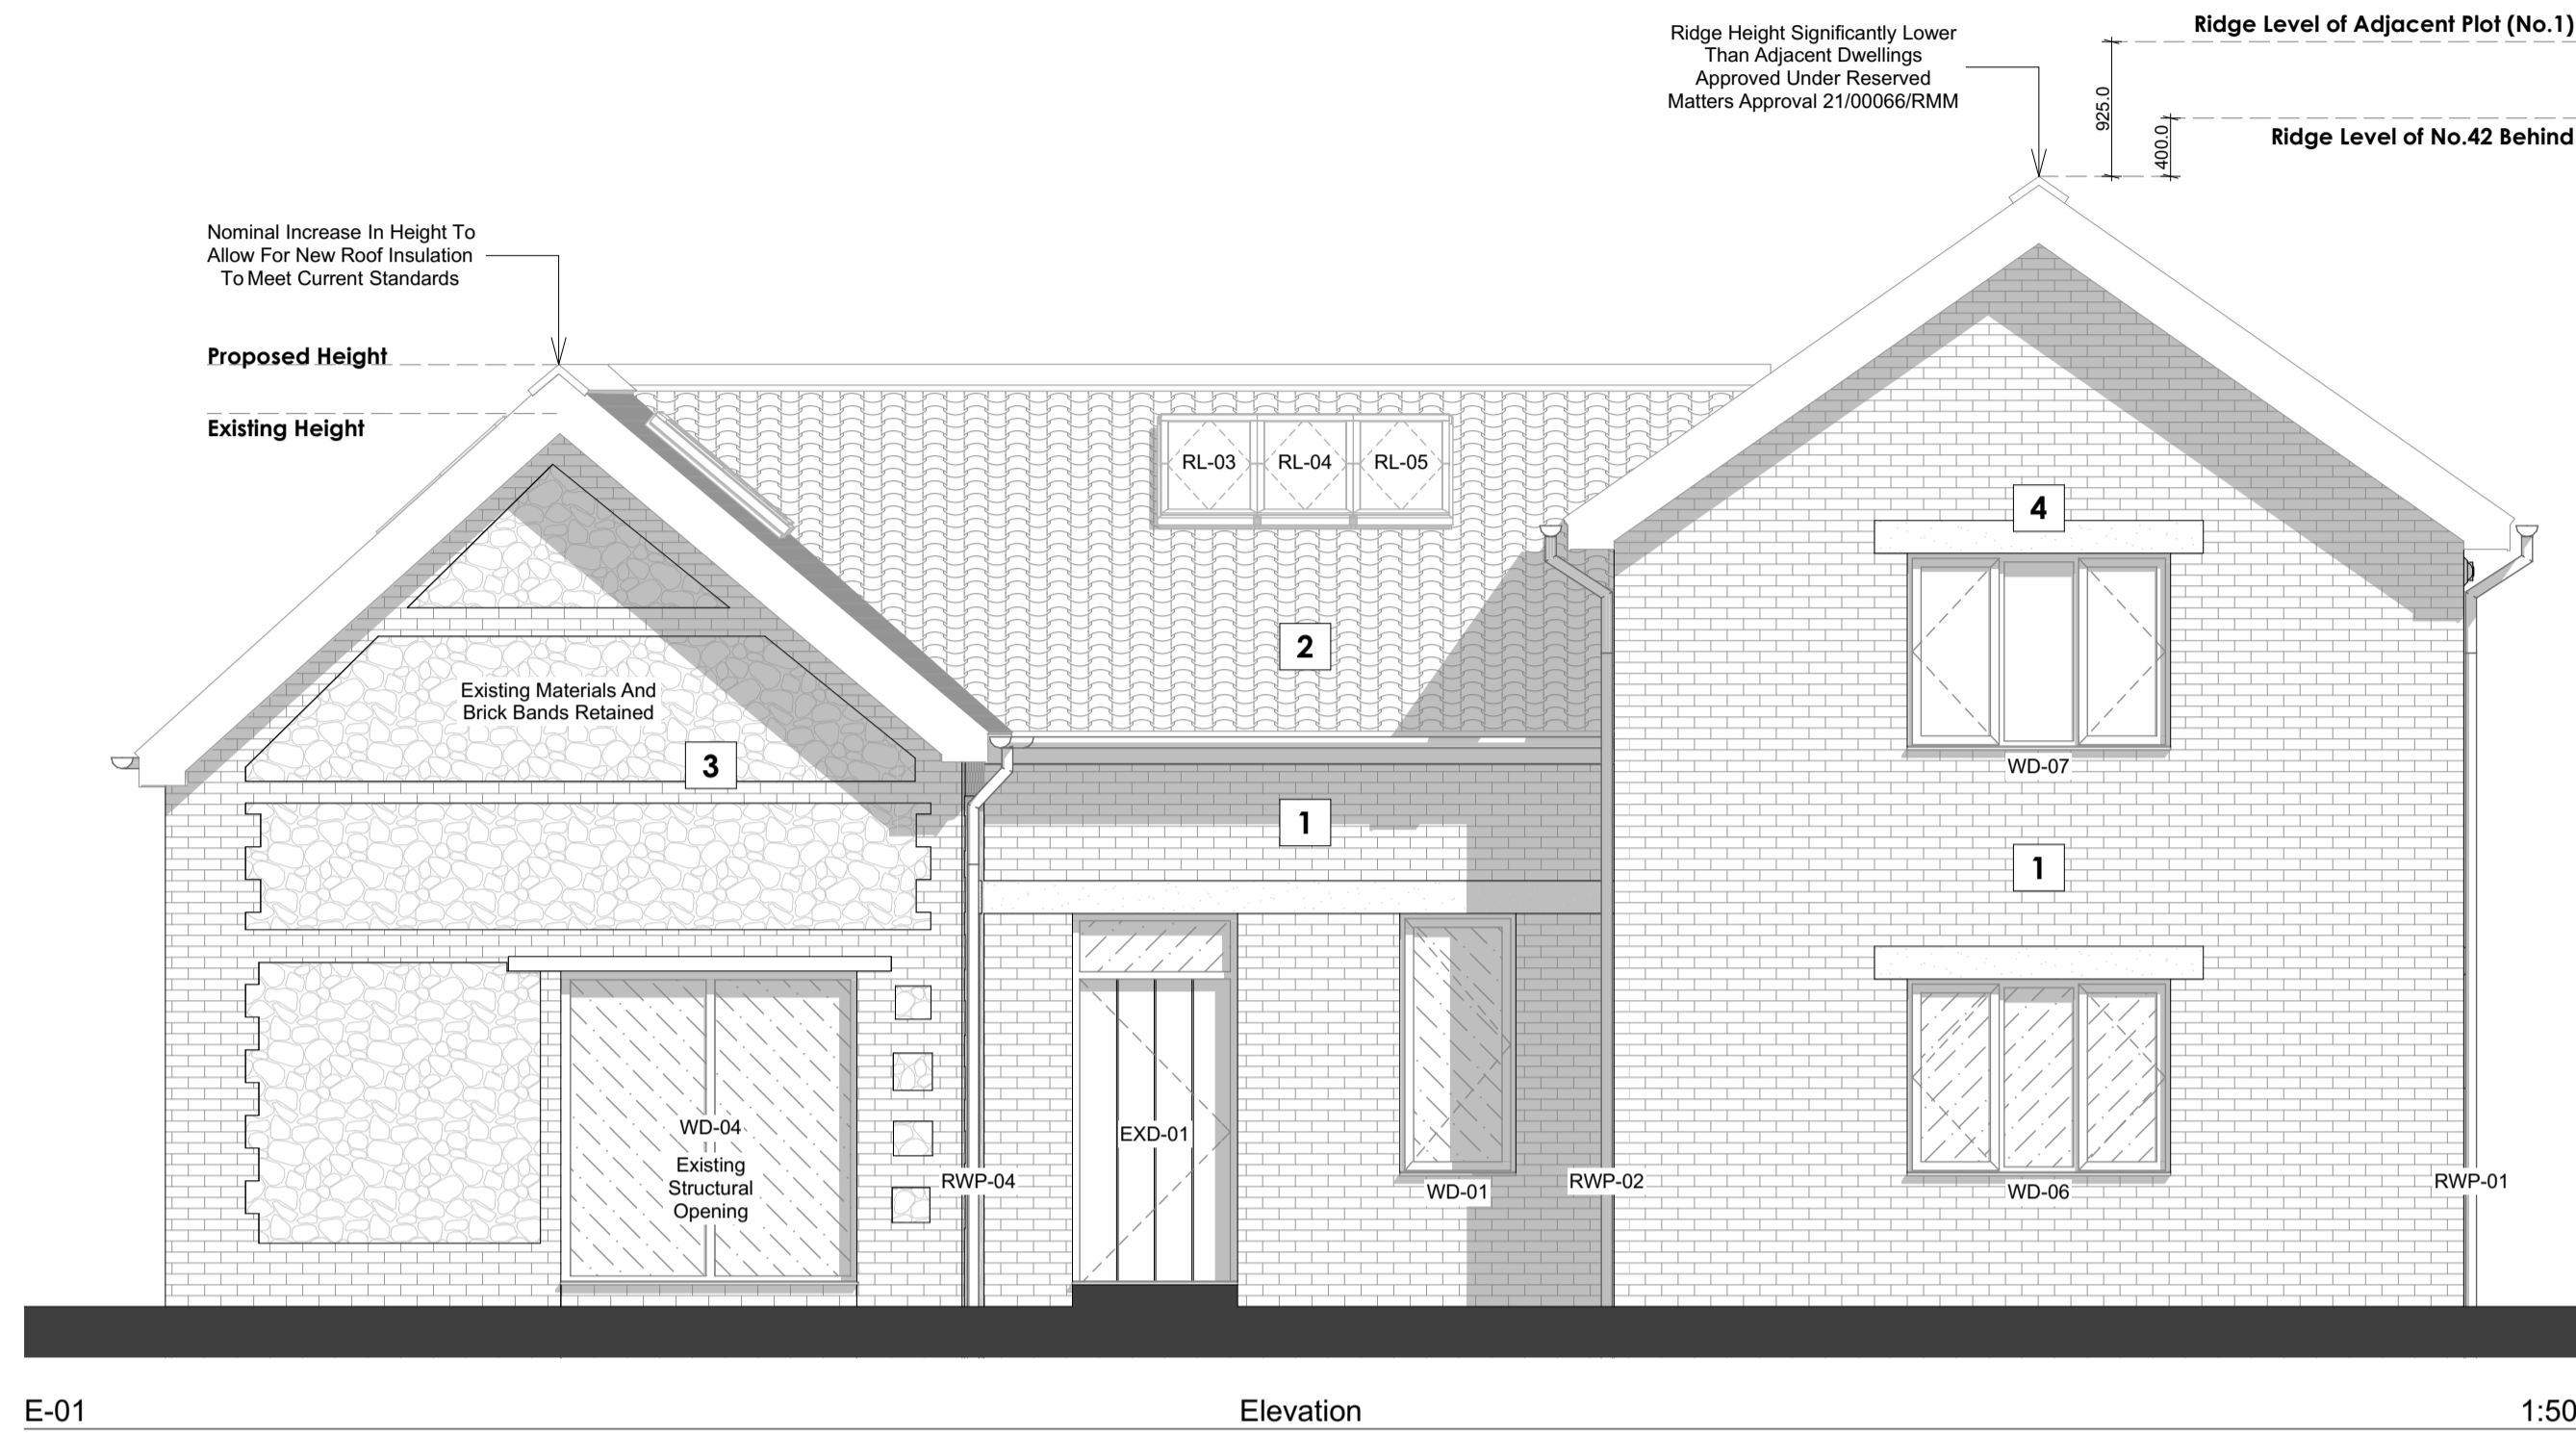 Ridge Height Significantly Lower
Than Adjacent Dwellings
Approved Under Reserved
Matters Approval 21/00066/RMM
Ridge Level of Adjacent Plot (No.1)
925.0
400.0
Ridge Level of No.42 Behind
Nominal Increase In Height To
Allow For New Roof Insulation
To Meet Current Standards
Proposed Height
Existing Height
RL-03
RL-04
RL-05
4
2
Existing Materials And
Brick Bands Retained
3
WD-07
1
1
WD-04
Existing
Structural
Opening
EXD-01
RWP-04
WD-01
RWP-02
WD-06
RWP-01
E-01
Elevation
1:50